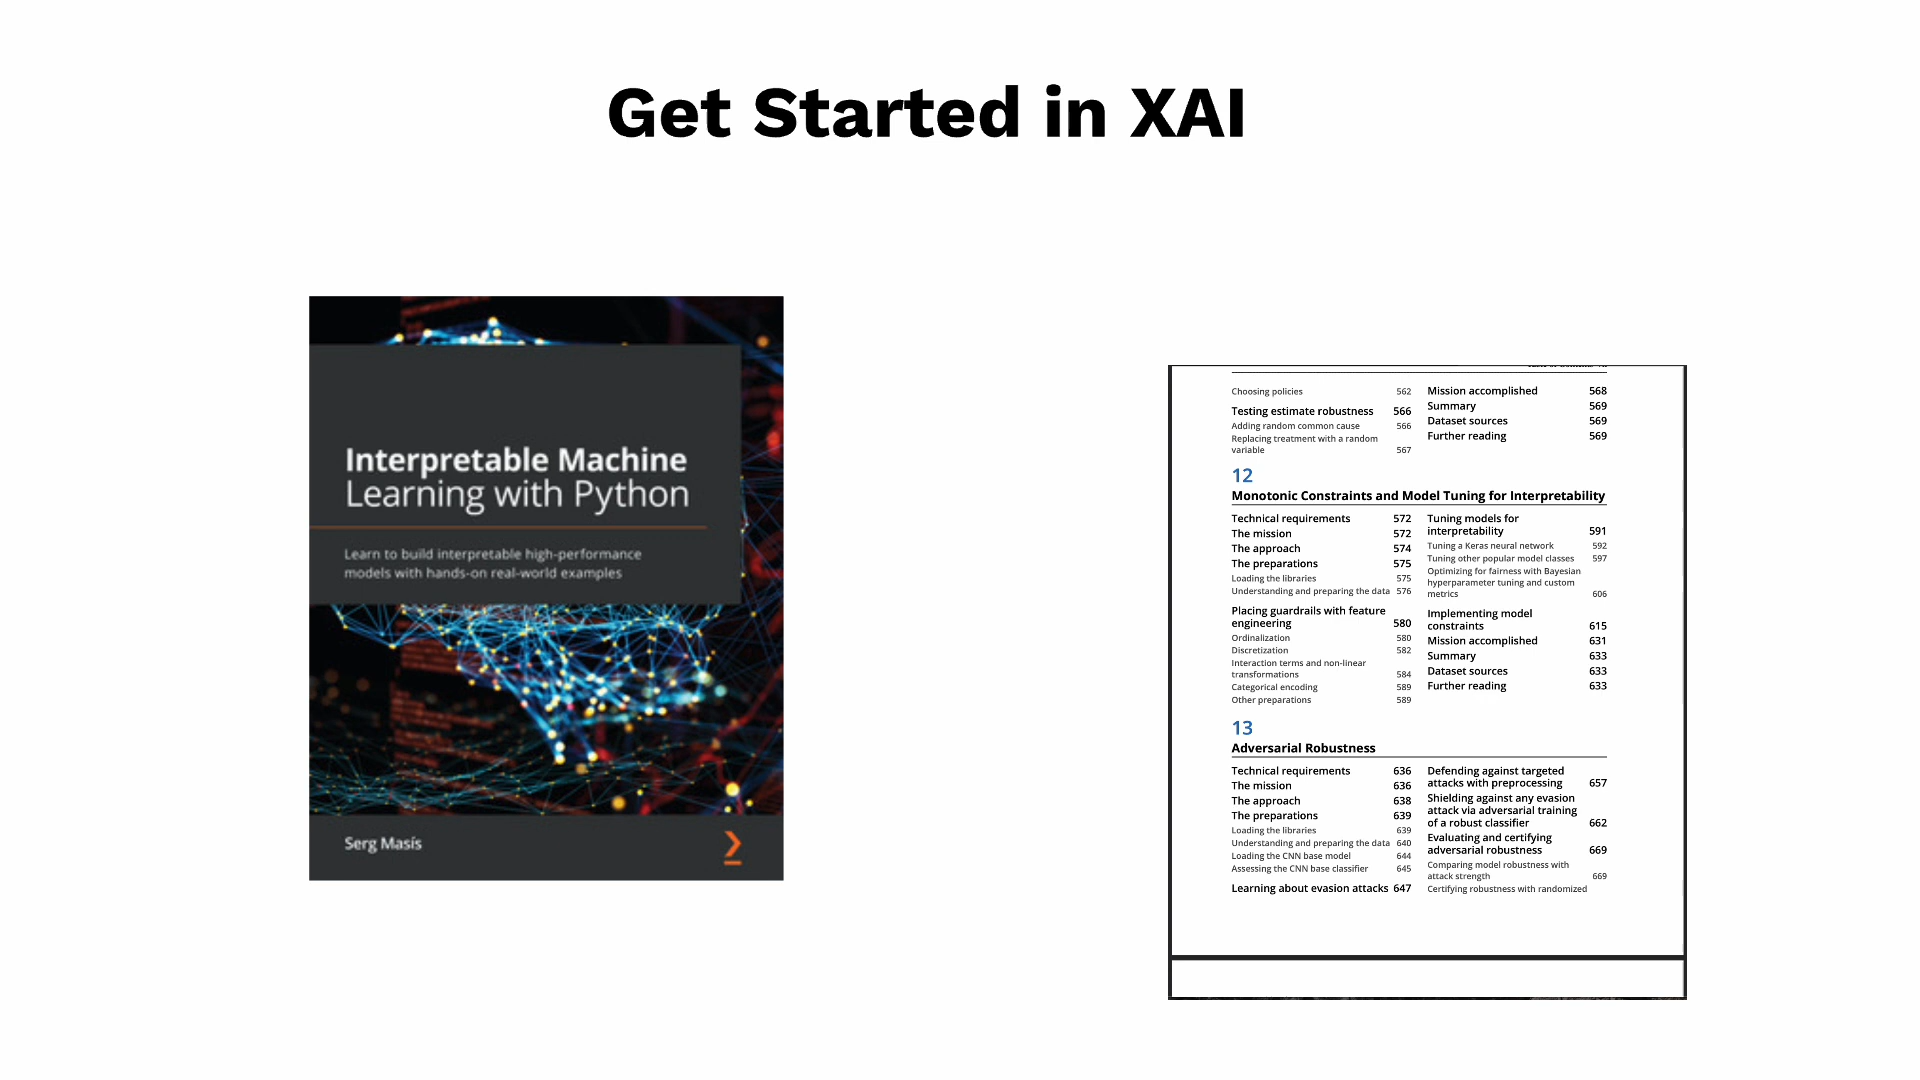 Get Started in XAI
Interpretable Machine
Learning with Python
Learn to build interpretable high-performance
models with hands-on real-world examples
Serg Masís
Choosing policies 562
Testing estimate robustness 566
Adding random common cause 566
Replacing treatment with a random
variable 567
Mission accomplished 568
Summary 569
Dataset sources 569
Further reading 569
12
Monotonic Constraints and Model Tuning for Interpretability
Technical requirements 572
The mission 572
The approach 574
The preparations 575
Loading the libraries 575
Understanding and preparing the data 576
Placing guardrails with feature
engineering 580
Ordinalization 580
Discretization 582
Interaction terms and non-linear
transformations 584
Categorical encoding 589
Other preparations 589
Tuning models for
interpretability 591
Tuning a Keras neural network 592
Tuning other popular model classes 597
Optimizing for fairness with Bayesian
hyperparameter tuning and custom
metrics 606
Implementing model
constraints 615
Mission accomplished 631
Summary 633
Dataset sources 633
Further reading 633
13
Adversarial Robustness
Technical requirements 636
The mission 636
The approach 638
The preparations 639
Loading the libraries 639
Understanding and preparing the data 640
Loading the CNN base model 644
Assessing the CNN base classifier 645
Learning about evasion attacks 647
Defending against targeted
attacks with preprocessing 657
Shielding against any evasion
attack via adversarial training
of a robust classifier 662
Evaluating and certifying
adversarial robustness 669
Comparing model robustness with
attack strength 669
Certifying robustness with randomized